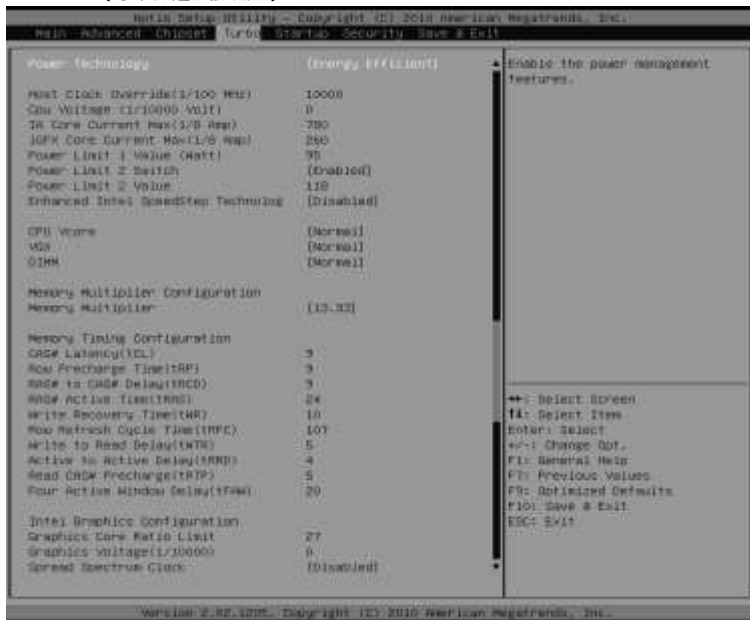 Aptio Setup Utility – Copyright (C) 2010 American Megatrends, Inc.
Main Advanced Chipset Turbo Startup Security Save & Exit
Power Technology [Energy Efficient]
Host Clock Override(1/100 MHz) 10000
Cpu Voltage (1/10000 Volt) 0
IA Core Current Max(1/8 Amp) 780
iGFX Core Current Max(1/8 Amp) 260
Power Limit 1 Value (Watt) 95
Power Limit 2 Switch [Enabled]
Power Limit 2 Value 118
Enhanced Intel SpeedStep Technolog [Disabled]
CPU Vcore [Normal]
VGX [Normal]
DIMM [Normal]
Memory Multiplier Configuration
Memory Multiplier [13.33]
Memory Timing Configuration
CAS# Latency(tCL) 9
Row Precharge Time(tRP) 9
RAS# to CAS# Delay(tRCD) 9
RAS# Active Time(tRAS) 24
Write Recovery Time(tWR) 10
Row Refresh Cycle Time(tRFC) 107
Write to Read Delay(tWTR) 5
Active to Active Delay(tRRD) 4
Read CAS# Precharge(tRTP) 5
Four Active Window Delay(tFAW) 20
Intel Graphics Configuration
Graphics Core Ratio Limit 27
Graphics Voltage(1/10000) 0
Spread Spectrum Clock [Disabled]
Enable the power management
features.
→←: Select Screen
↑↓: Select Item
Enter: Select
+/-: Change Opt.
F1: General Help
F7: Previous Values
F9: Optimized Defaults
F10: Save & Exit
ESC: Exit
Version 2.02.1205. Copyright (C) 2010 American Megatrends, Inc.